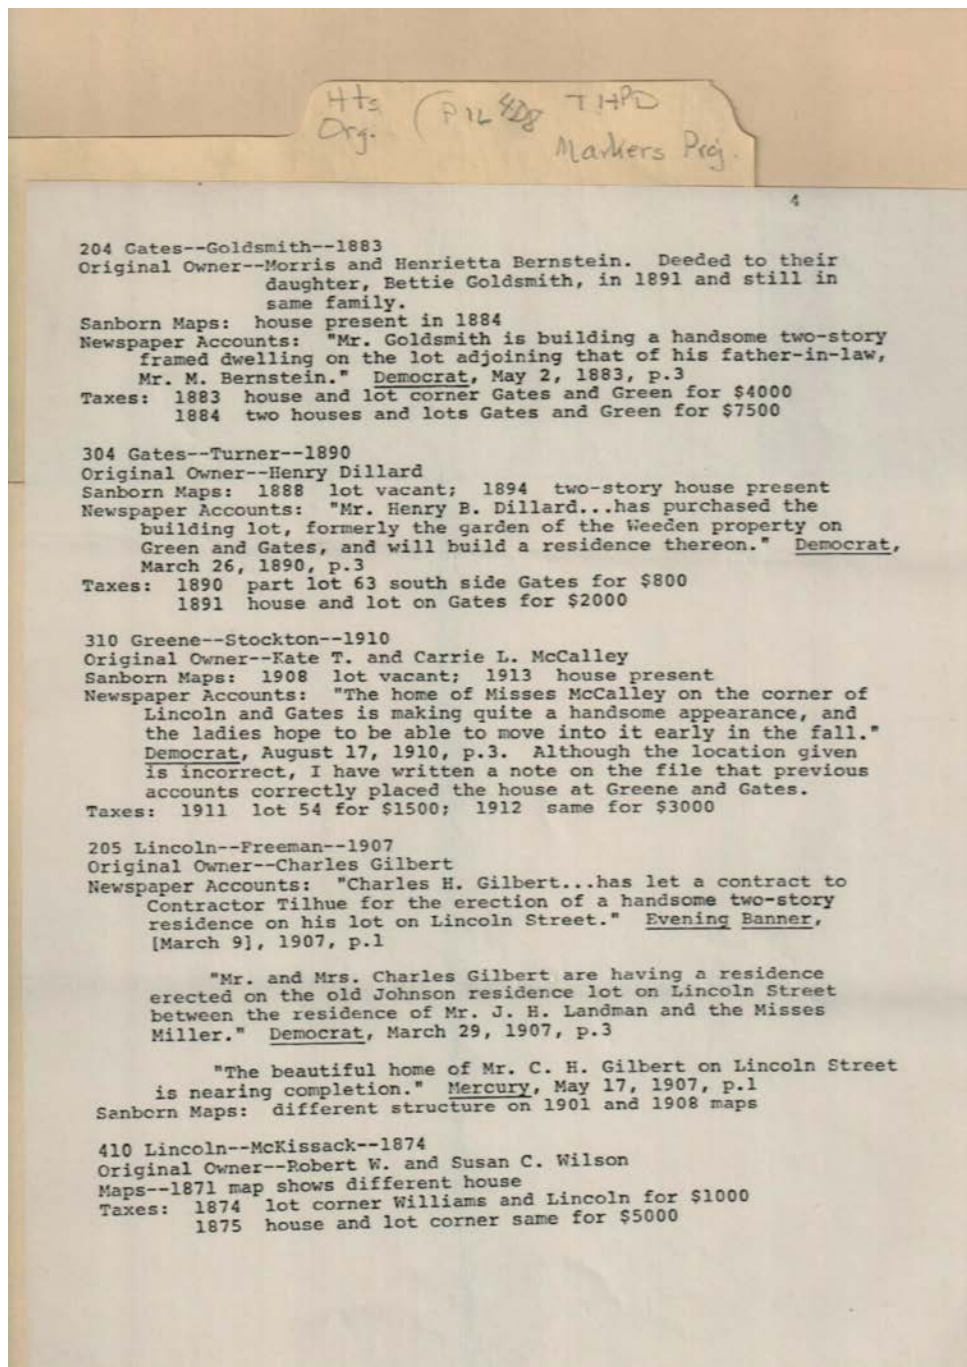 Hts. THPD
Org. (P1L 4D8
Markers Proj.
4
204 Gates--Goldsmith--1883
Original Owner--Morris and Henrietta Bernstein.  Deeded to their
daughter, Bettie Goldsmith, in 1891 and still in
same family.
Sanborn Maps:  house present in 1884
Newspaper Accounts:  "Mr. Goldsmith is building a handsome two-story
framed dwelling on the lot adjoining that of his father-in-law,
Mr. M. Bernstein."  Democrat, May 2, 1883, p.3
Taxes:  1883  house and lot corner Gates and Green for $4000
1884  two houses and lots Gates and Green for $7500
304 Gates--Turner--1890
Original Owner--Henry Dillard
Sanborn Maps:  1888  lot vacant;  1894  two-story house present
Newspaper Accounts:  "Mr. Henry B. Dillard...has purchased the
building lot, formerly the garden of the Weeden property on
Green and Gates, and will build a residence thereon."  Democrat,
March 26, 1890, p.3
Taxes:  1890  part lot 63 south side Gates for $800
1891  house and lot on Gates for $2000
310 Greene--Stockton--1910
Original Owner--Kate T. and Carrie L. McCalley
Sanborn Maps:  1908  lot vacant;  1913  house present
Newspaper Accounts:  "The home of Misses McCalley on the corner of
Lincoln and Gates is making quite a handsome appearance, and
the ladies hope to be able to move into it early in the fall."
Democrat, August 17, 1910, p.3.  Although the location given
is incorrect, I have written a note on the file that previous
accounts correctly placed the house at Greene and Gates.
Taxes:  1911  lot 54 for $1500;  1912  same for $3000
205 Lincoln--Freeman--1907
Original Owner--Charles Gilbert
Newspaper Accounts:  "Charles H. Gilbert...has let a contract to
Contractor Tilhue for the erection of a handsome two-story
residence on his lot on Lincoln Street."  Evening Banner,
[March 9], 1907, p.1
"Mr. and Mrs. Charles Gilbert are having a residence
erected on the old Johnson residence lot on Lincoln Street
between the residence of Mr. J. H. Landman and the Misses
Miller."  Democrat, March 29, 1907, p.3
"The beautiful home of Mr. C. H. Gilbert on Lincoln Street
is nearing completion."  Mercury, May 17, 1907, p.1
Sanborn Maps:  different structure on 1901 and 1908 maps
410 Lincoln--McKissack--1874
Original Owner--Robert W. and Susan C. Wilson
Maps--1871 map shows different house
Taxes:  1874  lot corner Williams and Lincoln for $1000
1875  house and lot corner same for $5000